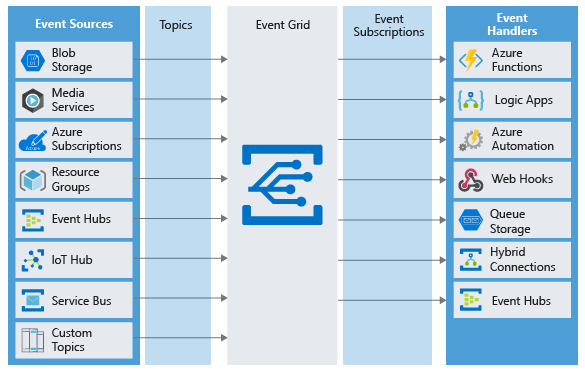 Event Sources
Topics
Event Grid
Event
Subscriptions
Event
Handlers
Blob
Storage
Media
Services
Azure
Subscriptions
Resource
Groups
Event Hubs
IoT Hub
Service Bus
Custom
Topics
Azure
Functions
Logic Apps
Azure
Automation
Web Hooks
Queue
Storage
Hybrid
Connections
Event Hubs